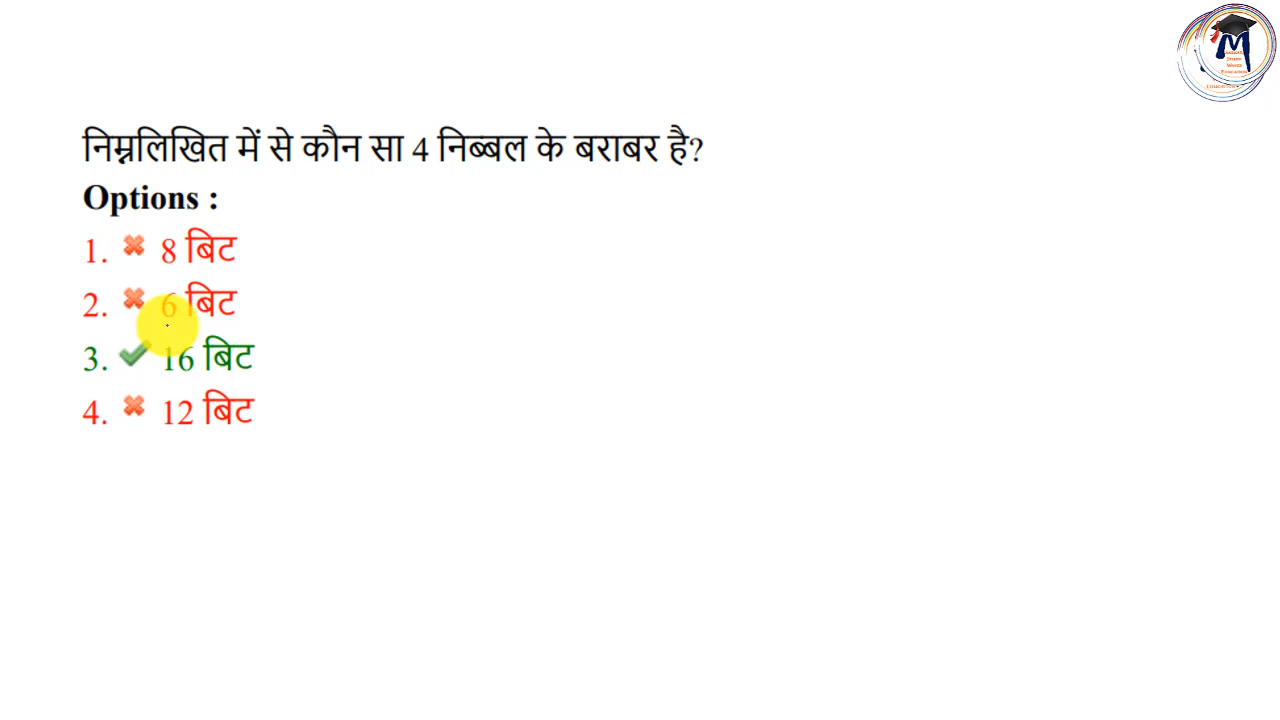 निम्नलिखित में से कौन सा 4 निब्बल के बराबर है?
Options :
1. 8 बिट
2. 6 बिट
3. 16 बिट
4. 12 बिट